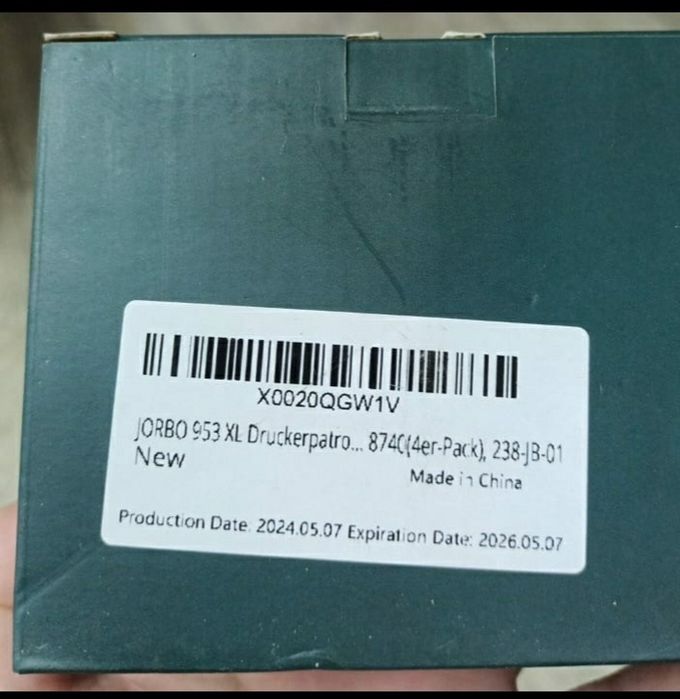 X0020QGW1V
JORBO 953 XL Druckerpatro... 8740(4er-Pack), 238-JB-01
New
Made in China
Production Date: 2024.05.07 Expiration Date: 2026.05.07